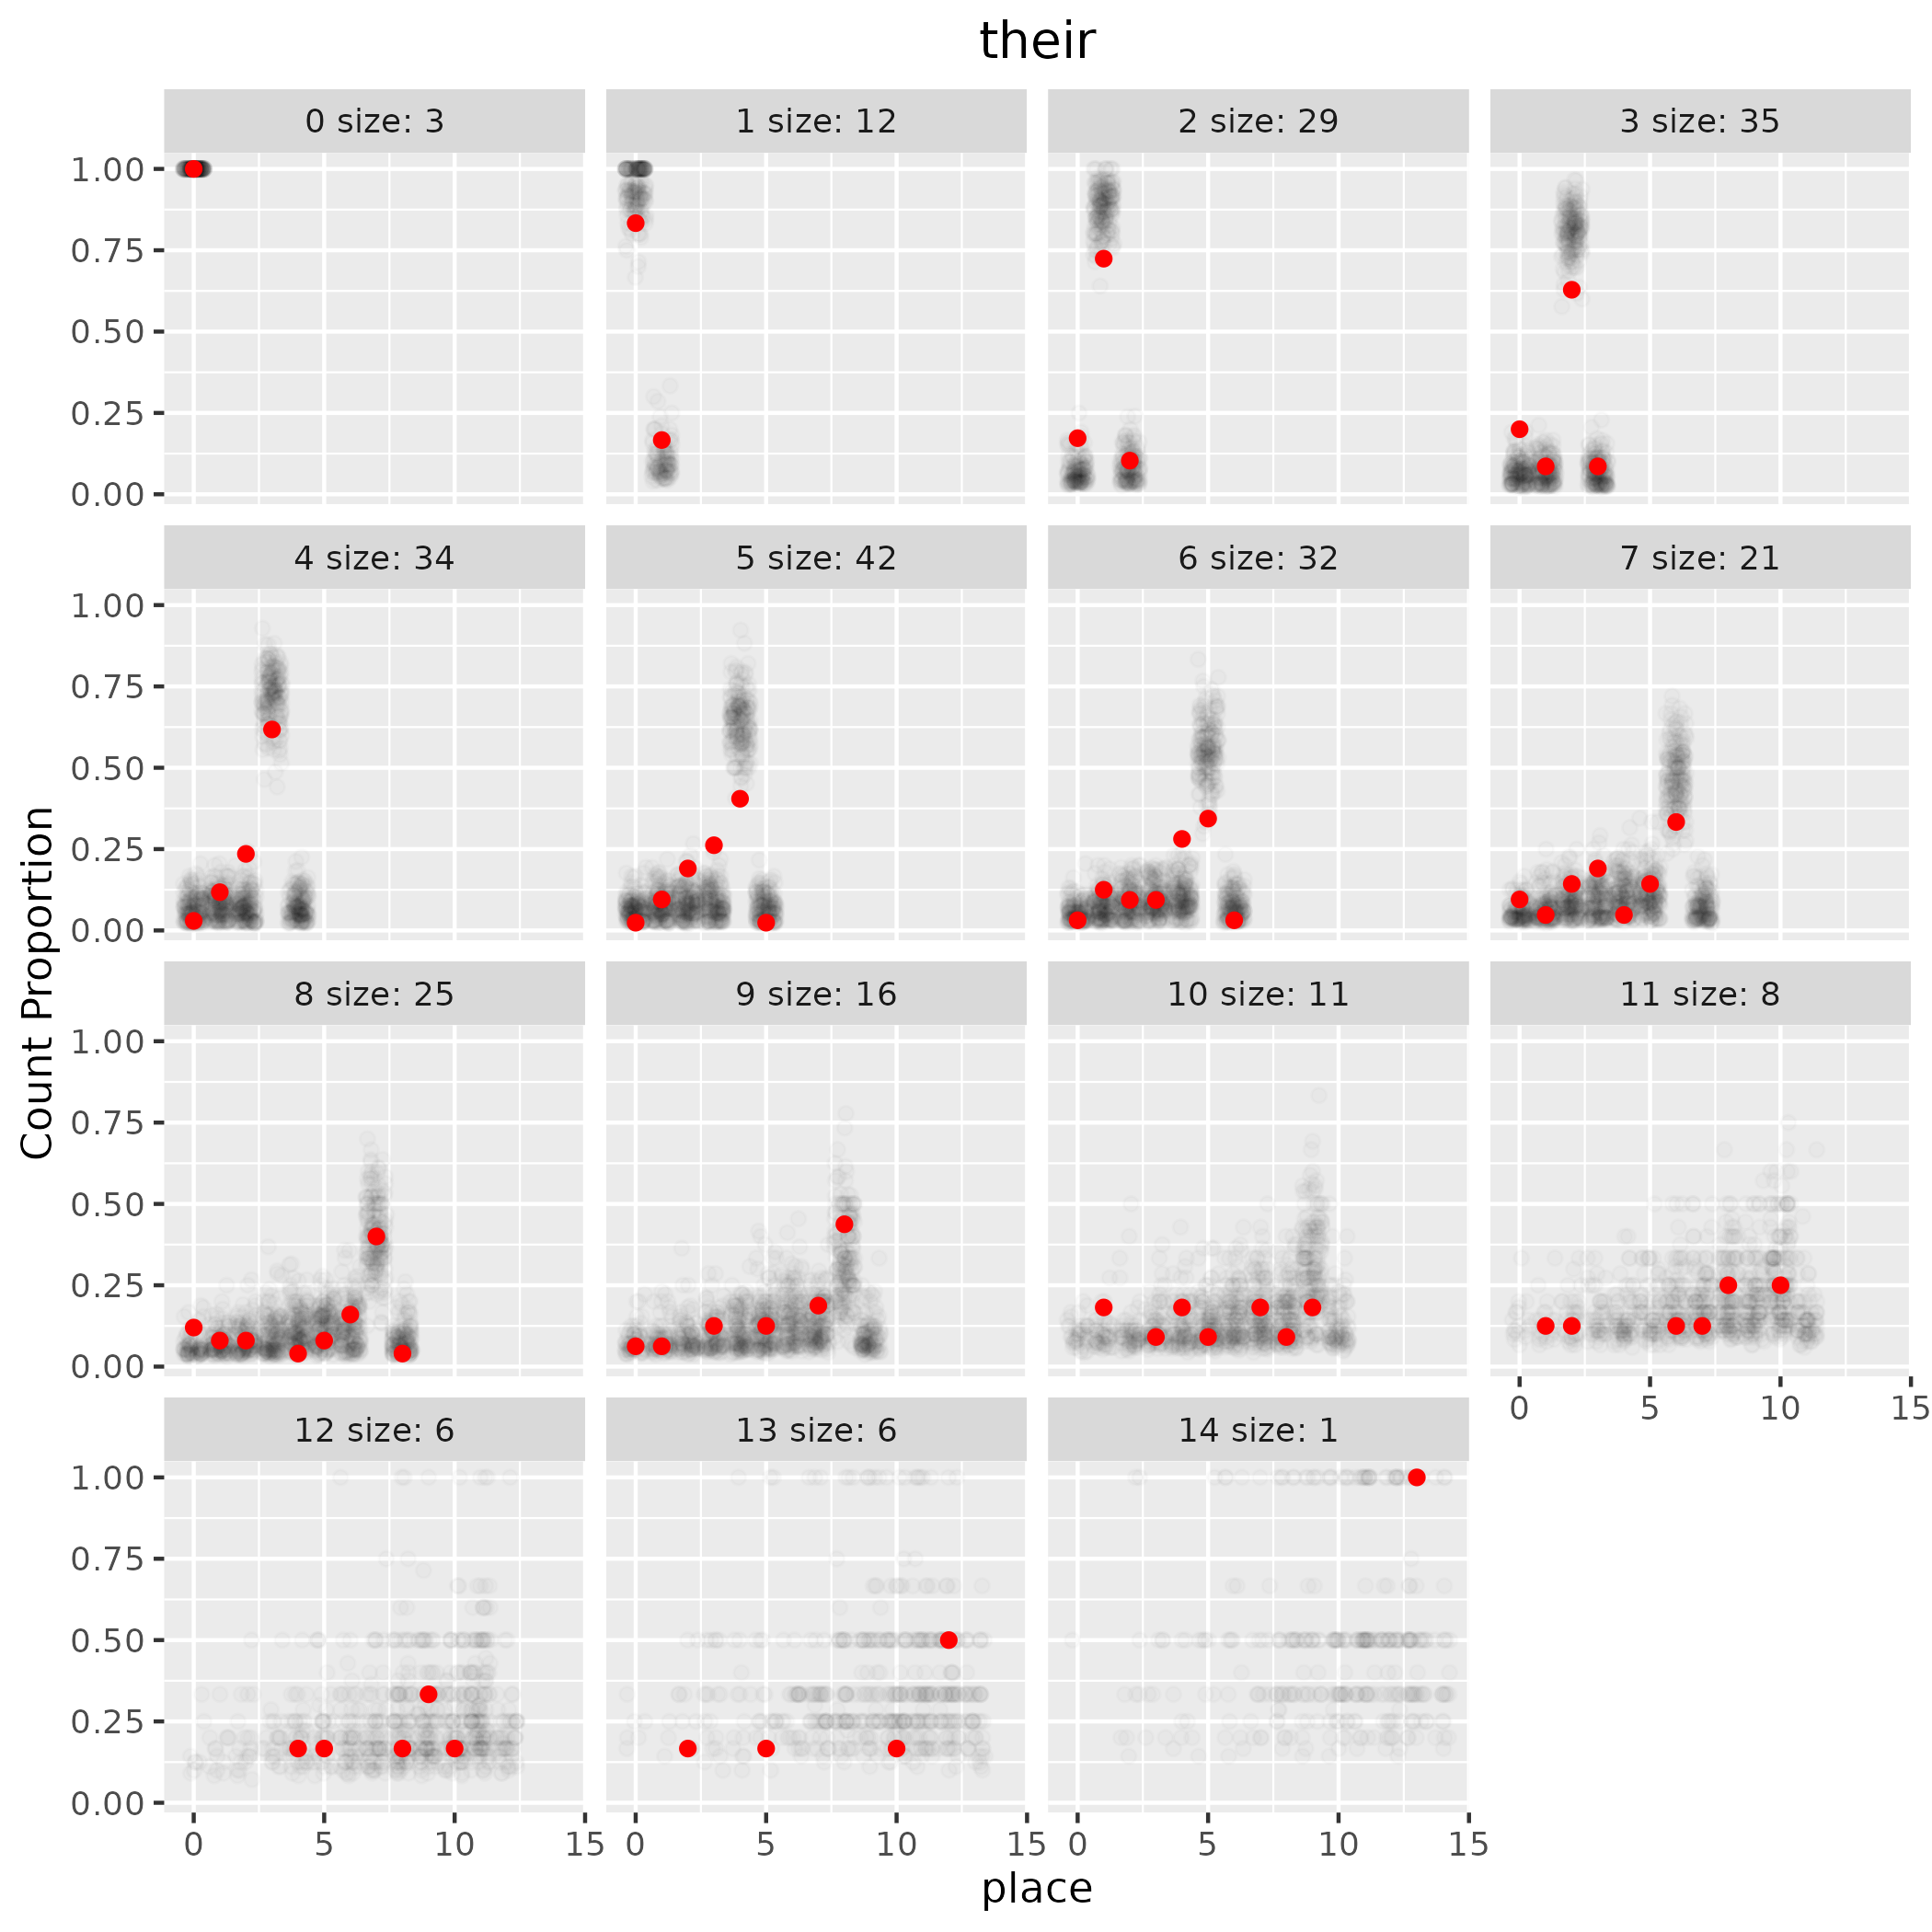 their
0 size: 3
1 size: 12
2 size: 29
3 size: 35
1.00
0.75
0.50
0.25
0.00
4 size: 34
5 size: 42
6 size: 32
7 size: 21
1.00
0.75
0.50
0.25
0.00
8 size: 25
9 size: 16
10 size: 11
11 size: 8
1.00
0.75
0.50
0.25
0.00
0 5 10 15
12 size: 6
13 size: 6
14 size: 1
1.00
0.75
0.50
0.25
0.00
0 5 10 15
0 5 10 15
0 5 10 15
Count Proportion
place